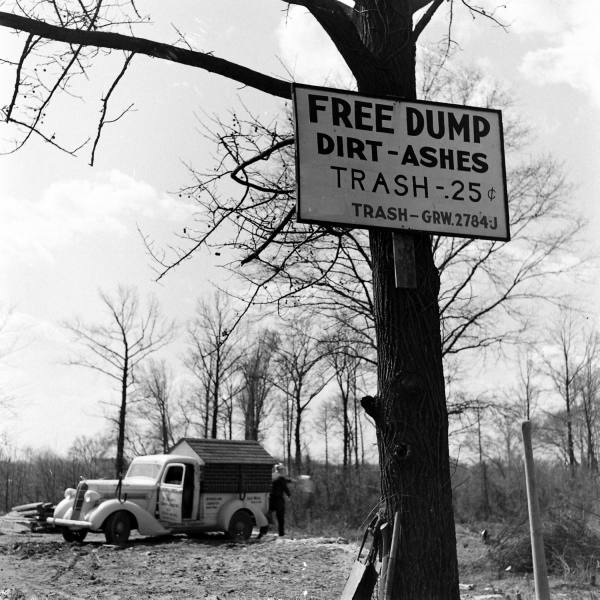 FREE DUMP
DIRT-ASHES
TRASH-.25¢
TRASH-GRW.2784-J